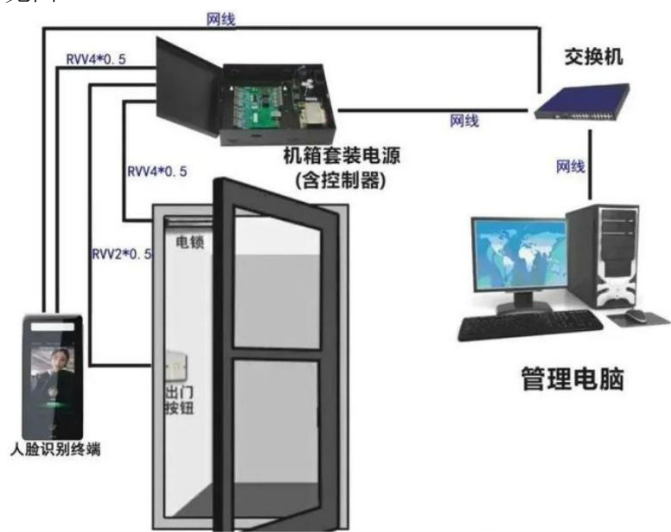 网线
RVV4*0.5
交换机
网线
机箱套装电源
(含控制器)
网线
RVV4*0.5
电锁
RVV2*0.5
管理电脑
出门
按钮
人脸识别终端